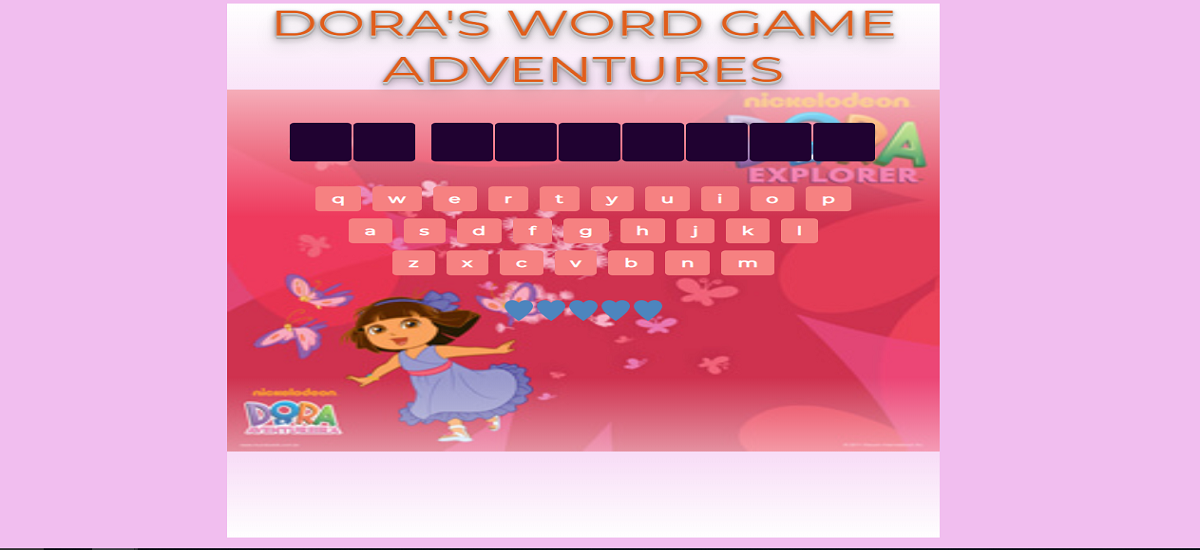 DORA'S WORD GAME
ADVENTURES
nickelodeon
DORA
EXPLORER
q w e r t y u i o p
a s d f g h j k l
z x c v b n m
nickelodeon
DORA